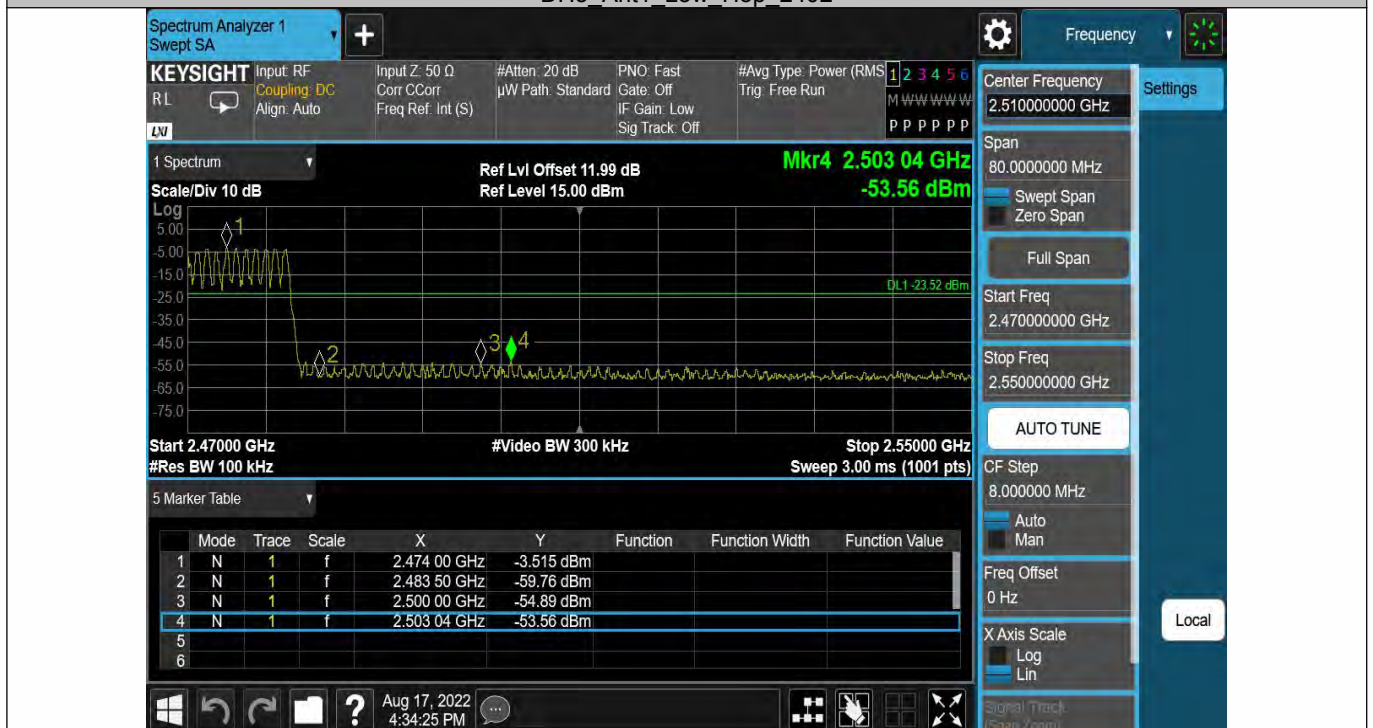 Spectrum Analyzer 1
Swept SA
Frequency
KEYSIGHT
RL
LXI
Input: RF
Coupling: DC
Align: Auto
Input Z: 50 Ω
Corr CCorr
Freq Ref: Int (S)
#Atten: 20 dB
µW Path: Standard
PNO: Fast
Gate: Off
IF Gain: Low
Sig Track: Off
#Avg Type: Power (RMS
Trig: Free Run
1 2 3 4 5 6
M W W W W W
P P P P P P
Center Frequency
2.510000000 GHz
Settings
1 Spectrum
Scale/Div 10 dB
Ref Lvl Offset 11.99 dB
Ref Level 15.00 dBm
Mkr4 2.503 04 GHz
-53.56 dBm
Log
5.00
-5.00
-15.0
-25.0
-35.0
-45.0
-55.0
-65.0
-75.0
1
2
3
4
DL1 -23.52 dBm
Start 2.47000 GHz
#Res BW 100 kHz
#Video BW 300 kHz
Stop 2.55000 GHz
Sweep 3.00 ms (1001 pts)
Span
80.0000000 MHz
Swept Span
Zero Span
Full Span
Start Freq
2.470000000 GHz
Stop Freq
2.550000000 GHz
AUTO TUNE
CF Step
8.000000 MHz
Auto
Man
Freq Offset
0 Hz
X Axis Scale
Log
Lin
Signal Track
(Span Zoom)
Local
5 Marker Table
Mode Trace Scale X Y Function Function Width Function Value
1 N 1 f 2.474 00 GHz -3.515 dBm
2 N 1 f 2.483 50 GHz -59.76 dBm
3 N 1 f 2.500 00 GHz -54.89 dBm
4 N 1 f 2.503 04 GHz -53.56 dBm
5
6
Aug 17, 2022
4:34:25 PM